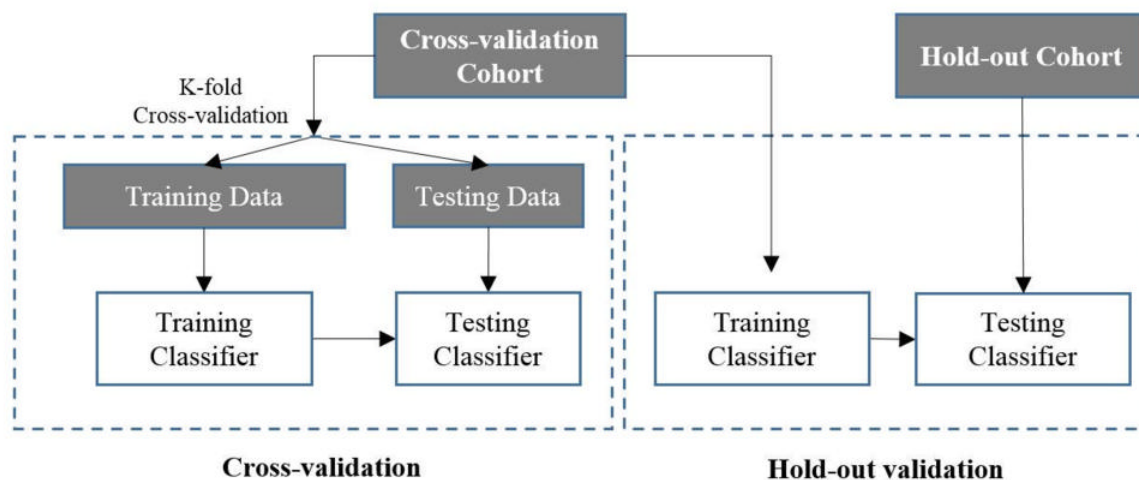 Cross-validation
Cohort
Hold-out Cohort
K-fold
Cross-validation
Training Data
Testing Data
Training
Classifier
Testing
Classifier
Training
Classifier
Testing
Classifier
Cross-validation
Hold-out validation